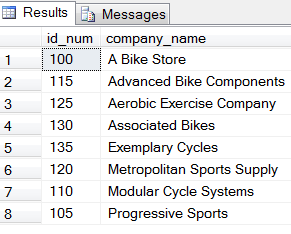 Results Messages
id_num company_name
1 100 A Bike Store
2 115 Advanced Bike Components
3 125 Aerobic Exercise Company
4 130 Associated Bikes
5 135 Exemplary Cycles
6 120 Metropolitan Sports Supply
7 110 Modular Cycle Systems
8 105 Progressive Sports